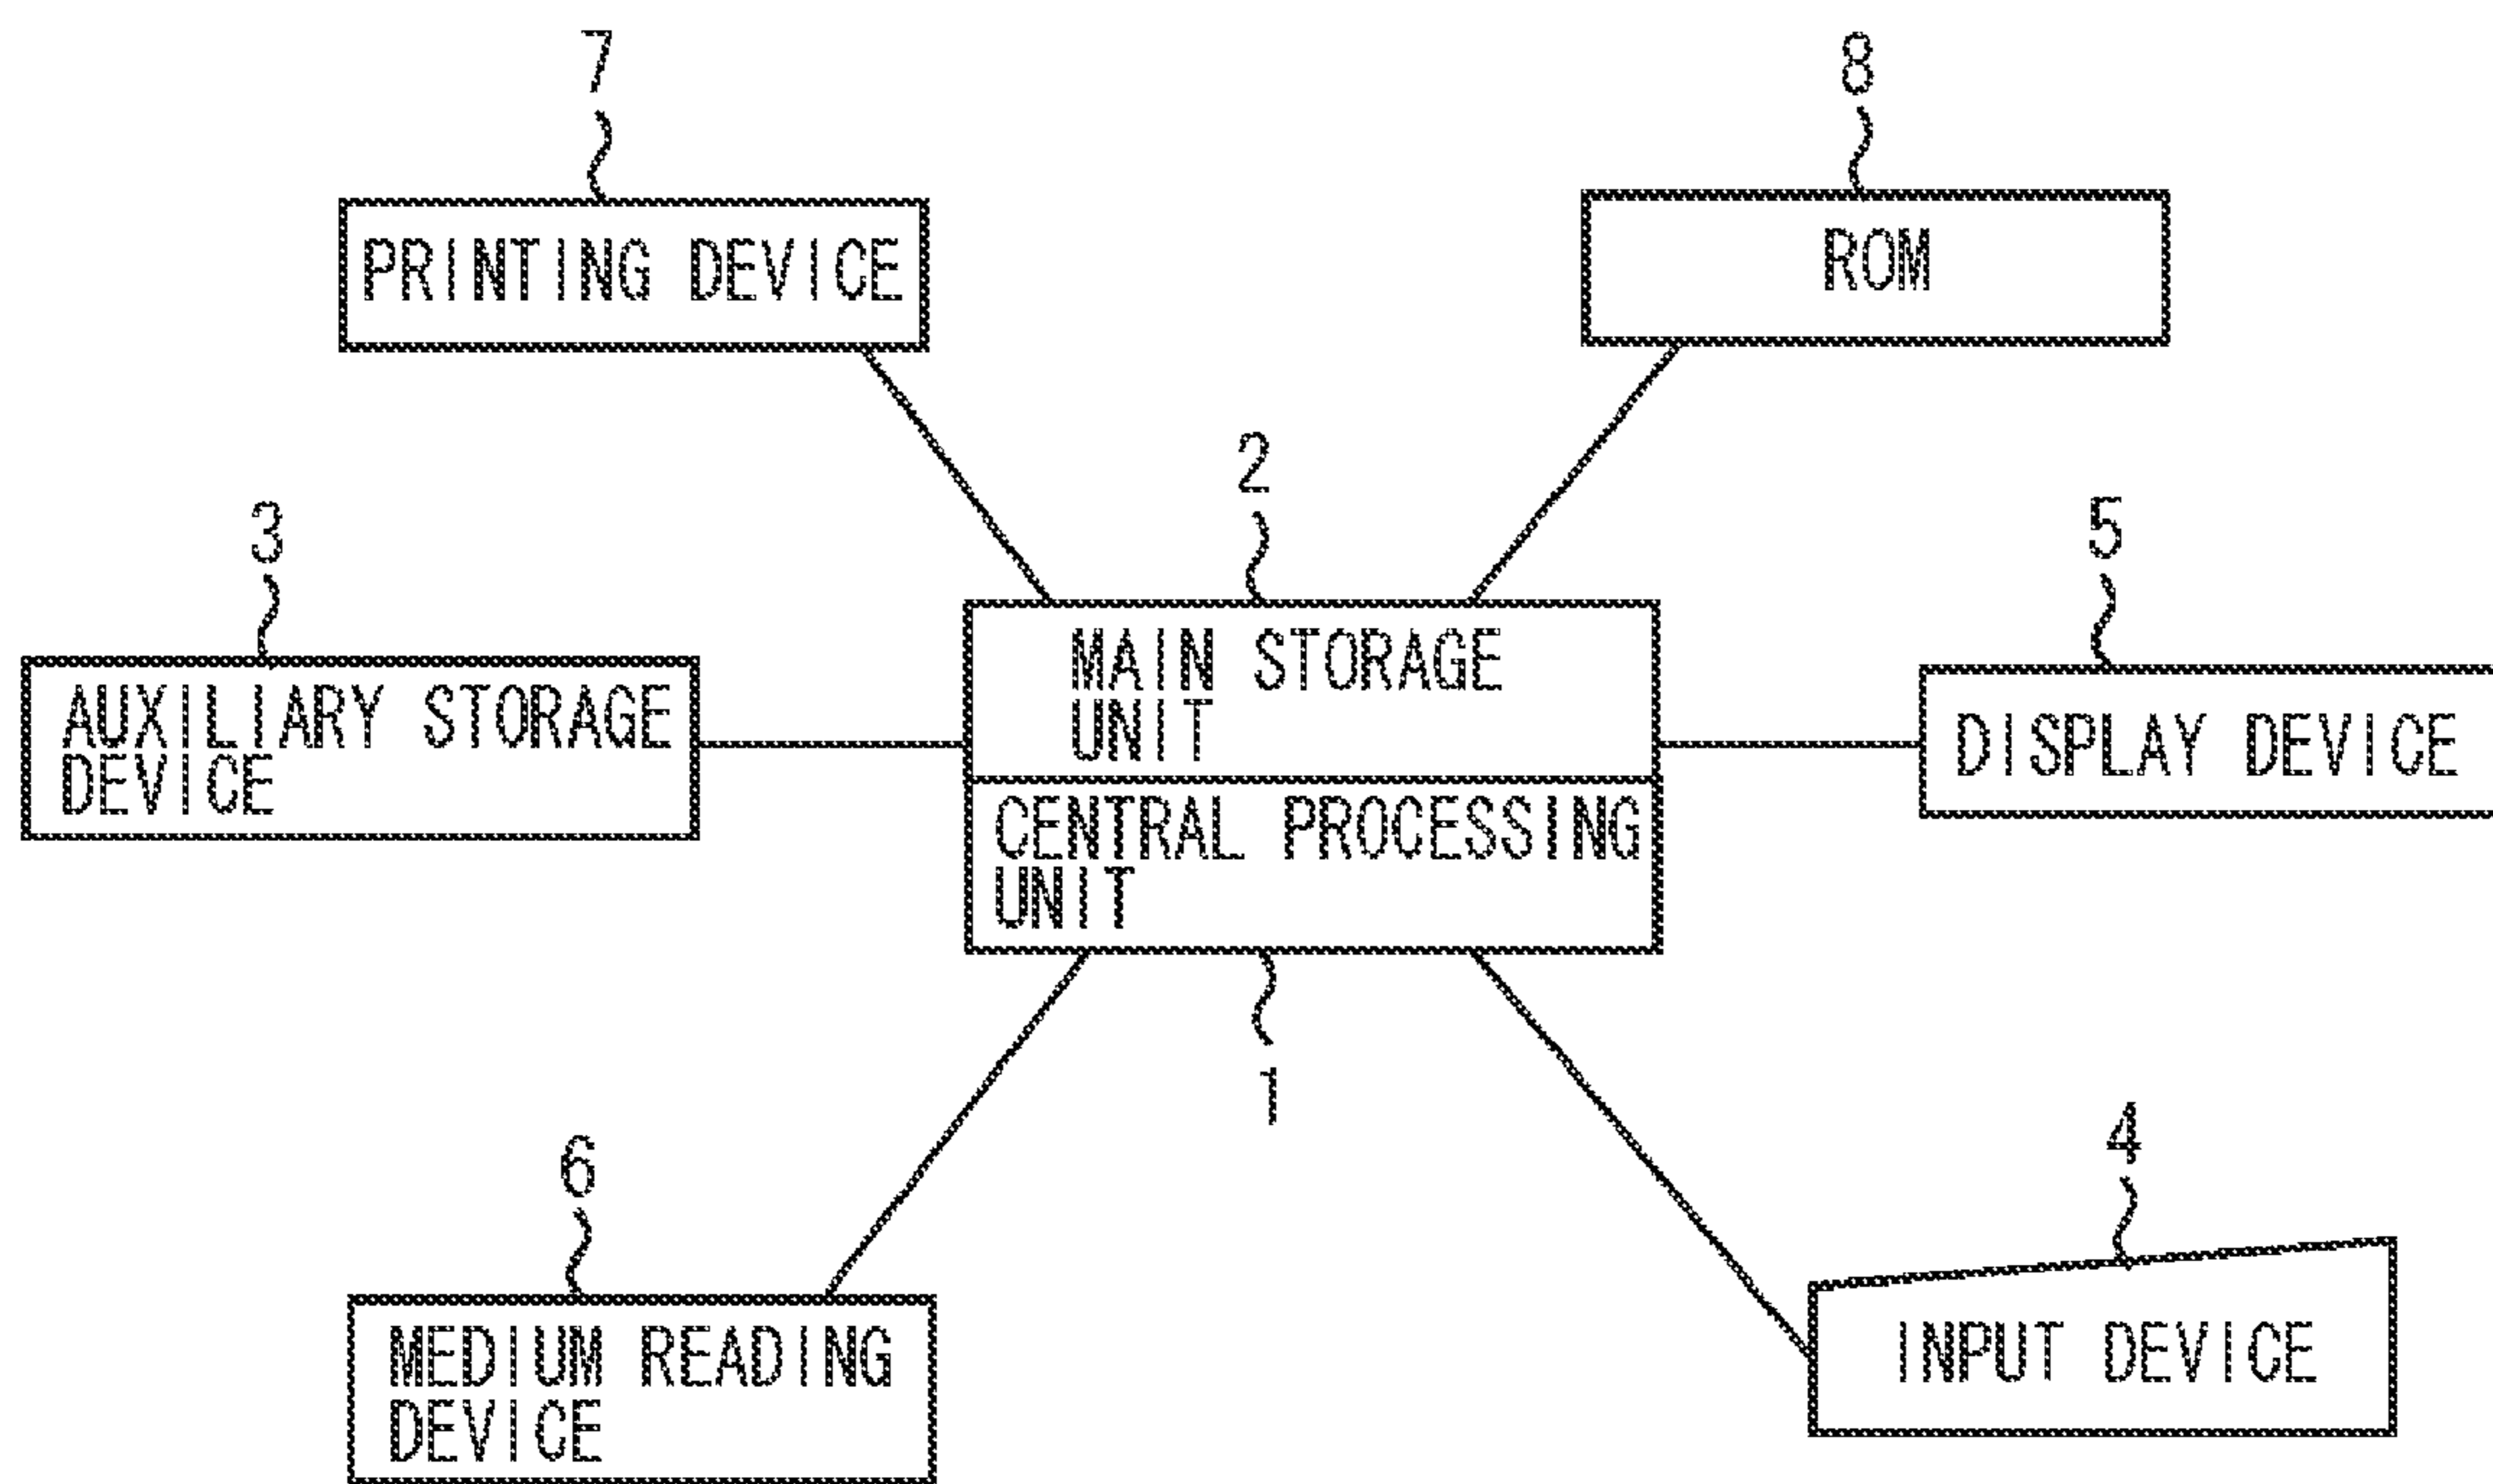 7
8
PRINTING DEVICE
ROM
2
3
5
MAIN STORAGE
UNIT
AUXILIARY STORAGE
DEVICE
DISPLAY DEVICE
CENTRAL PROCESSING
UNIT
1
4
6
INPUT DEVICE
MEDIUM READING
DEVICE